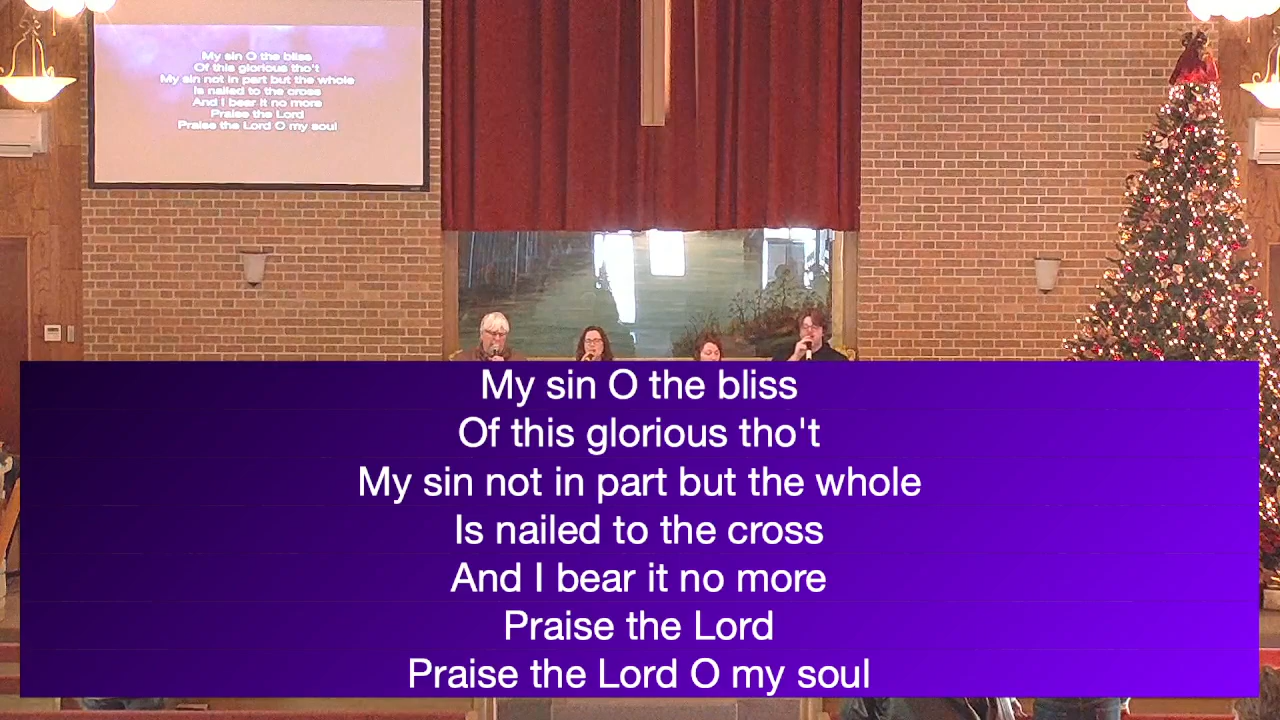 My sin O the bliss
Of this glorious tho't
My sin not in part but the whole
Is nailed to the cross
And I bear it no more
Praise the Lord
Praise the Lord O my soul
My sin O the bliss
Of this glorious tho't
My sin not in part but the whole
Is nailed to the cross
And I bear it no more
Praise the Lord
Praise the Lord O my soul